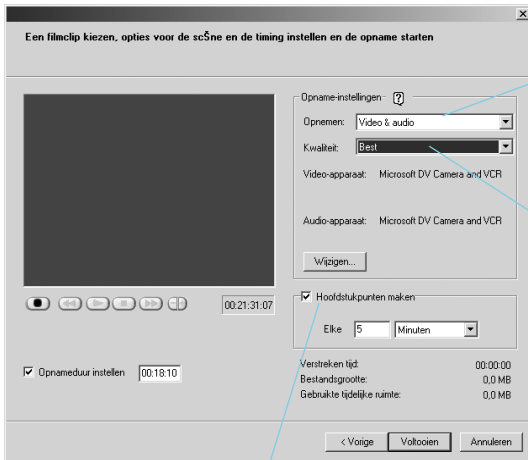 Een filmclip kiezen, opties voor de scŠne en de timing instellen en de opname starten
Opname-instellingen
Opnemen: Video & audio
Kwaliteit: Best
Video-apparaat: Microsoft DV Camera and VCR
Audio-apparaat: Microsoft DV Camera and VCR
Wijzigen...
00:21:31:07
Hoofdstukpunten maken
Elke 5 Minuten
Opnameduur instellen 00:18:10
Verstreken tijd: 00:00:00
Bestandsgrootte: 0,0 MB
Gebruikte tijdelijke ruimte: 0,0 MB
< Vorige Voltooien Annuleren